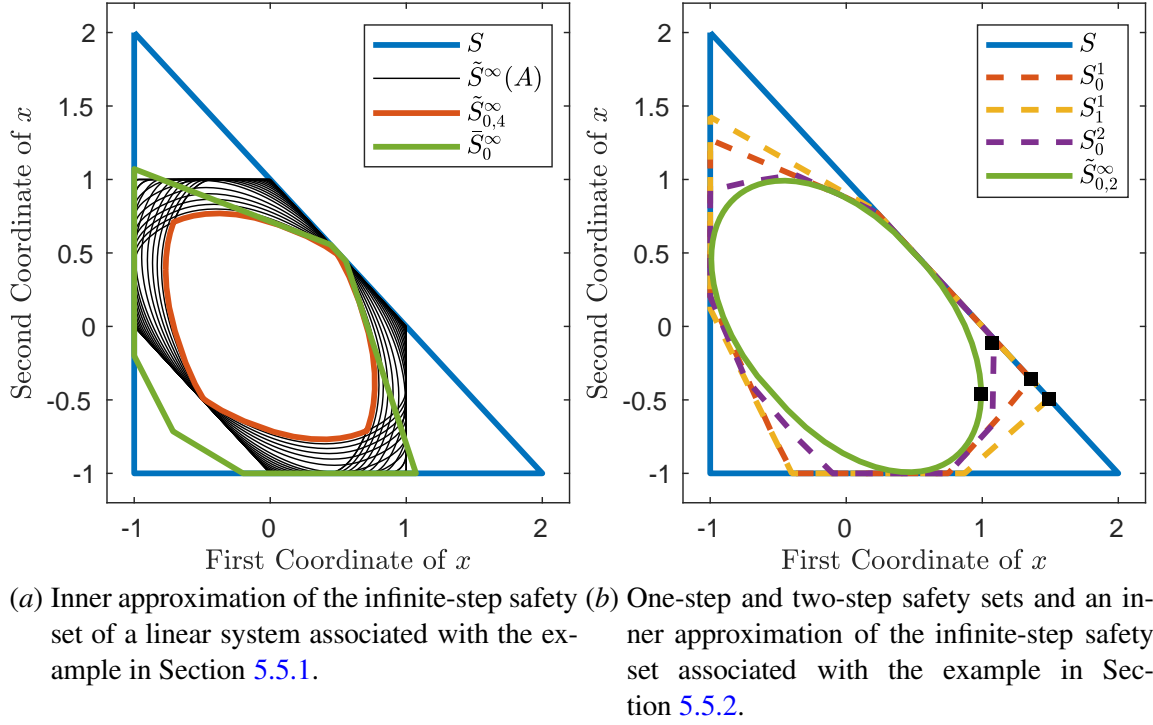 2
1.5
1
0.5
0
-0.5
-1
-1 0 1 2
Second Coordinate of x
First Coordinate of x
S
S̃^∞(A)
S̃^∞_{0,4}
S̄^∞_0
2
1.5
1
0.5
0
-0.5
-1
-1 0 1 2
Second Coordinate of x
First Coordinate of x
S
S^1_0
S^1_1
S^2_0
S̃^∞_{0,2}
(a) Inner approximation of the infinite-step safety
set of a linear system associated with the ex-
ample in Section 5.5.1.
(b) One-step and two-step safety sets and an in-
ner approximation of the infinite-step safety
set associated with the example in Sec-
tion 5.5.2.